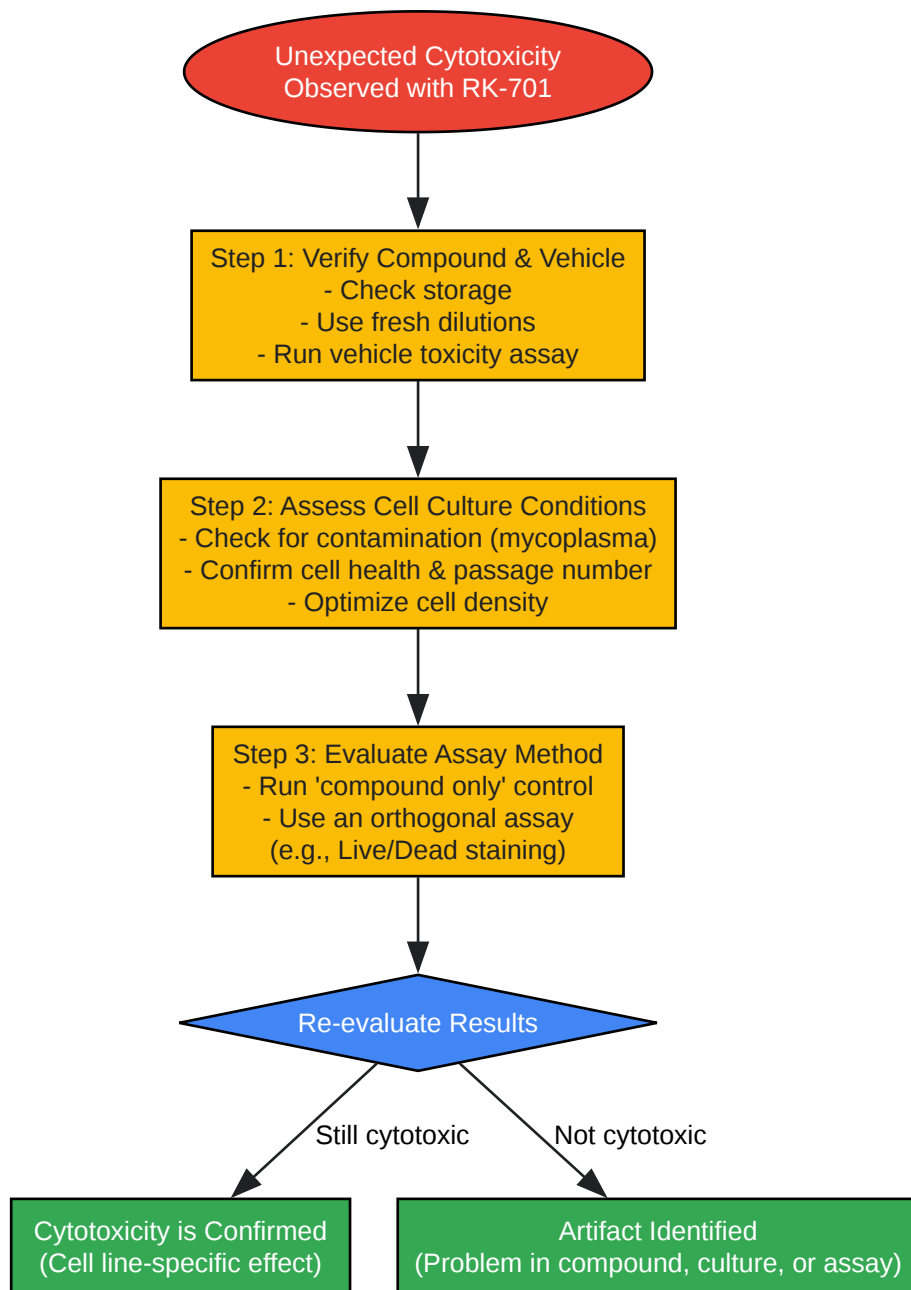 Unexpected Cytotoxicity
Observed with RK-701
Step 1: Verify Compound & Vehicle
- Check storage
- Use fresh dilutions
- Run vehicle toxicity assay
Step 2: Assess Cell Culture Conditions
- Check for contamination (mycoplasma)
- Confirm cell health & passage number
- Optimize cell density
Step 3: Evaluate Assay Method
- Run 'compound only' control
- Use an orthogonal assay
(e.g., Live/Dead staining)
Re-evaluate Results
Still cytotoxic
Not cytotoxic
Cytotoxicity is Confirmed
(Cell line-specific effect)
Artifact Identified
(Problem in compound, culture, or assay)